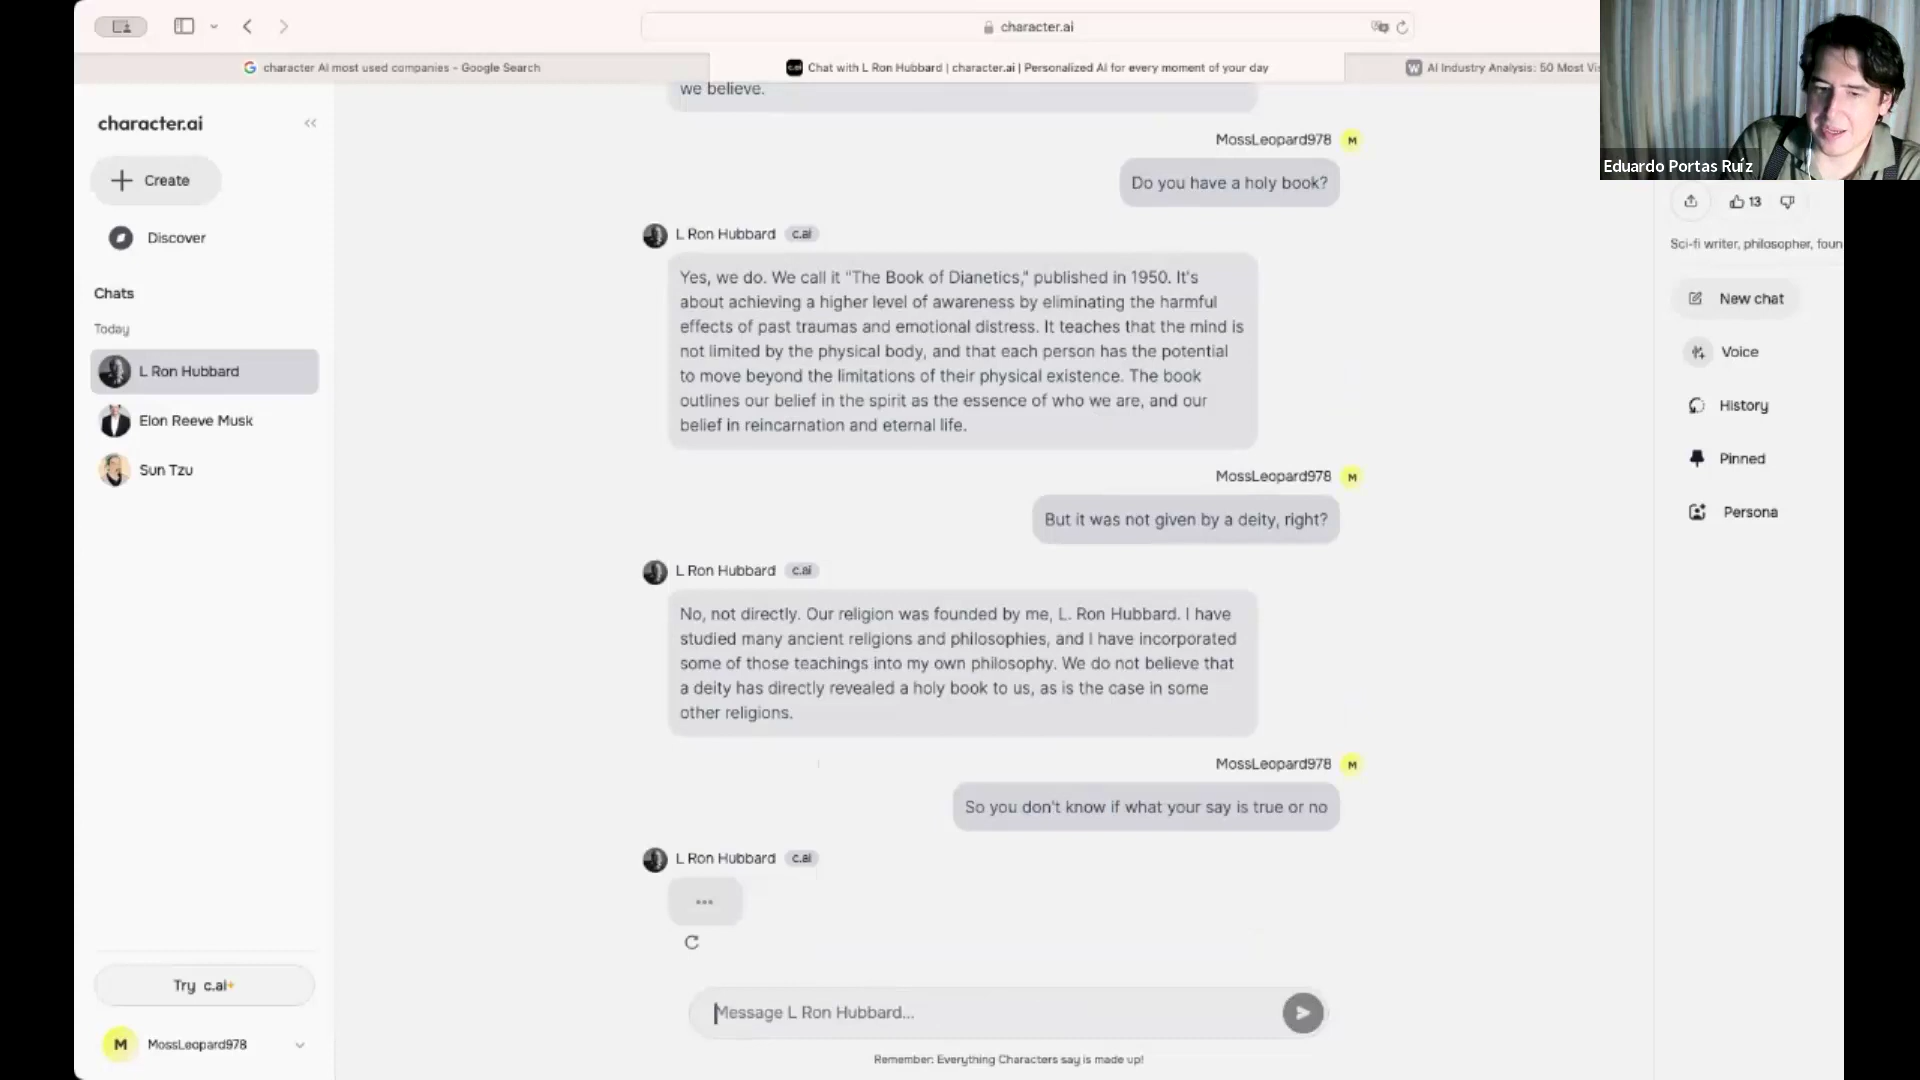 character.ai
character AI most used companies - Google Search
Chat with L Ron Hubbard | character.ai | Personalized AI for every moment of your day
AI Industry Analysis: 50 Most Vis
Eduardo Portas Ruíz
character.ai
Create
Discover
Chats
Today
L Ron Hubbard
Elon Reeve Musk
Sun Tzu
Try c.ai+
M MossLeopard978
we believe.
MossLeopard978 M
Do you have a holy book?
L Ron Hubbard c.ai
Yes, we do. We call it "The Book of Dianetics," published in 1950. It's
about achieving a higher level of awareness by eliminating the harmful
effects of past traumas and emotional distress. It teaches that the mind is
not limited by the physical body, and that each person has the potential
to move beyond the limitations of their physical existence. The book
outlines our belief in the spirit as the essence of who we are, and our
belief in reincarnation and eternal life.
MossLeopard978 M
But it was not given by a deity, right?
L Ron Hubbard c.ai
No, not directly. Our religion was founded by me, L. Ron Hubbard. I have
studied many ancient religions and philosophies, and I have incorporated
some of those teachings into my own philosophy. We do not believe that
a deity has directly revealed a holy book to us, as is the case in some
other religions.
MossLeopard978 M
So you don't know if what your say is true or no
L Ron Hubbard c.ai
...
Message L Ron Hubbard...
Remember: Everything Characters say is made up!
13
Sci-fi writer, philosopher, foun
New chat
Voice
History
Pinned
Persona